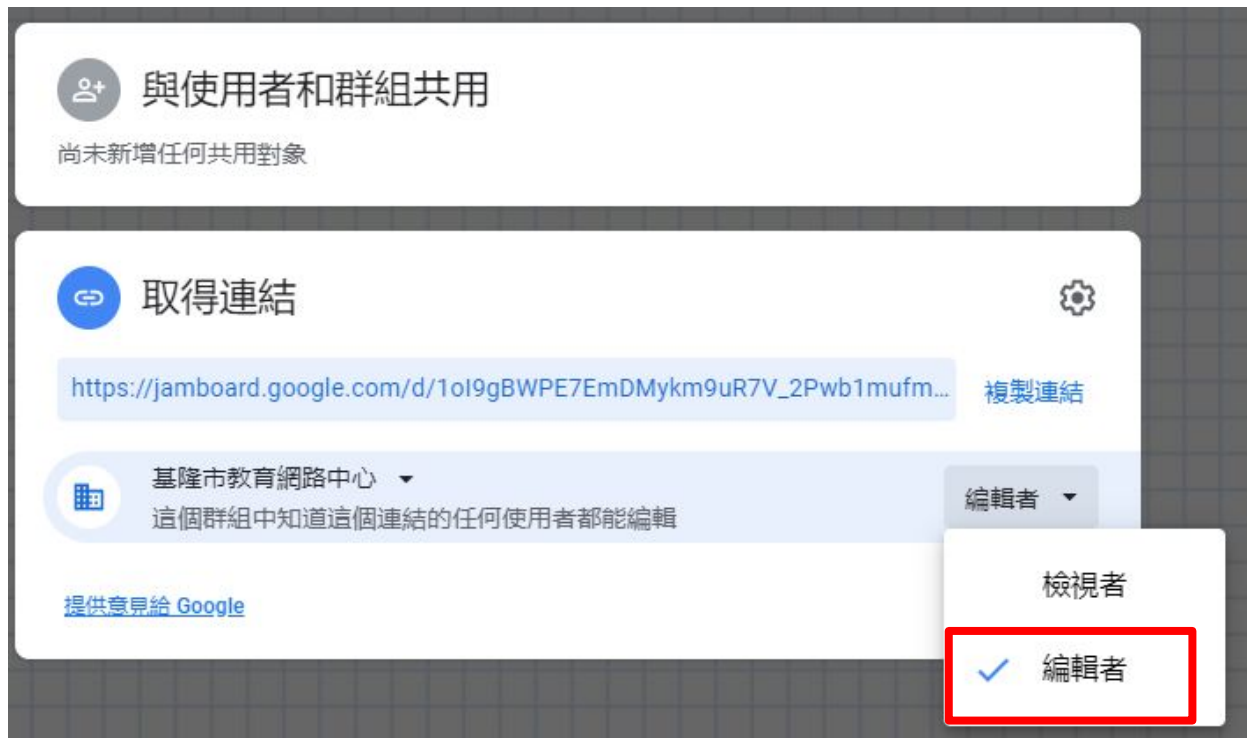 與使用者和群組共用
尚未新增任何共用對象
取得連結
https://jamboard.google.com/d/1oI9gBWPE7EmDMykm9uR7V_2Pwb1mufm...
複製連結
基隆市教育網路中心
這個群組中知道這個連結的任何使用者都能編輯
編輯者
檢視者
編輯者
提供意見給 Google